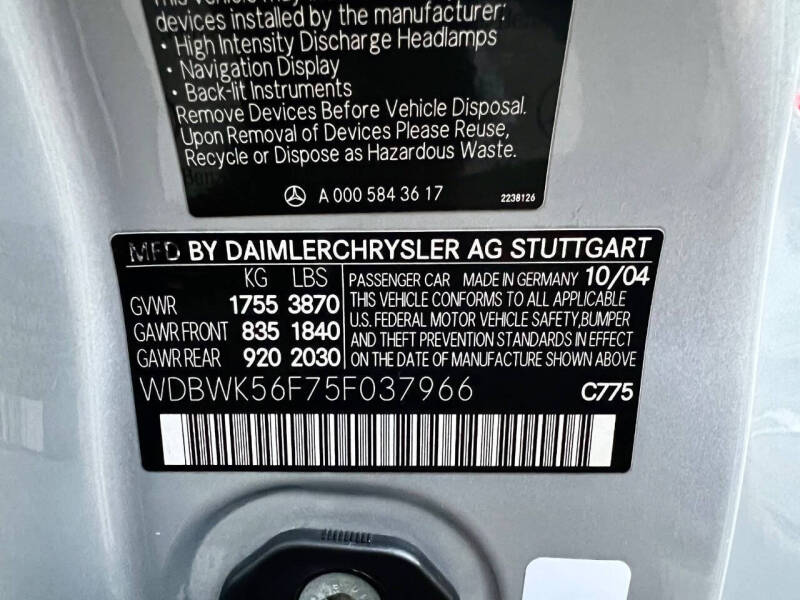 devices installed by the manufacturer:
• High Intensity Discharge Headlamps
• Navigation Display
• Back-lit Instruments
Remove Devices Before Vehicle Disposal.
Upon Removal of Devices Please Reuse,
Recycle or Dispose as Hazardous Waste.
A 000 584 36 17
2238126
MFD BY DAIMLERCHRYSLER AG STUTTGART
KG LBS
GVWR 1755 3870
GAWR FRONT 835 1840
GAWR REAR 920 2030
PASSENGER CAR MADE IN GERMANY 10/04
THIS VEHICLE CONFORMS TO ALL APPLICABLE
U.S. FEDERAL MOTOR VEHICLE SAFETY,BUMPER
AND THEFT PREVENTION STANDARDS IN EFFECT
ON THE DATE OF MANUFACTURE SHOWN ABOVE
WDBWK56F75F037966
C775